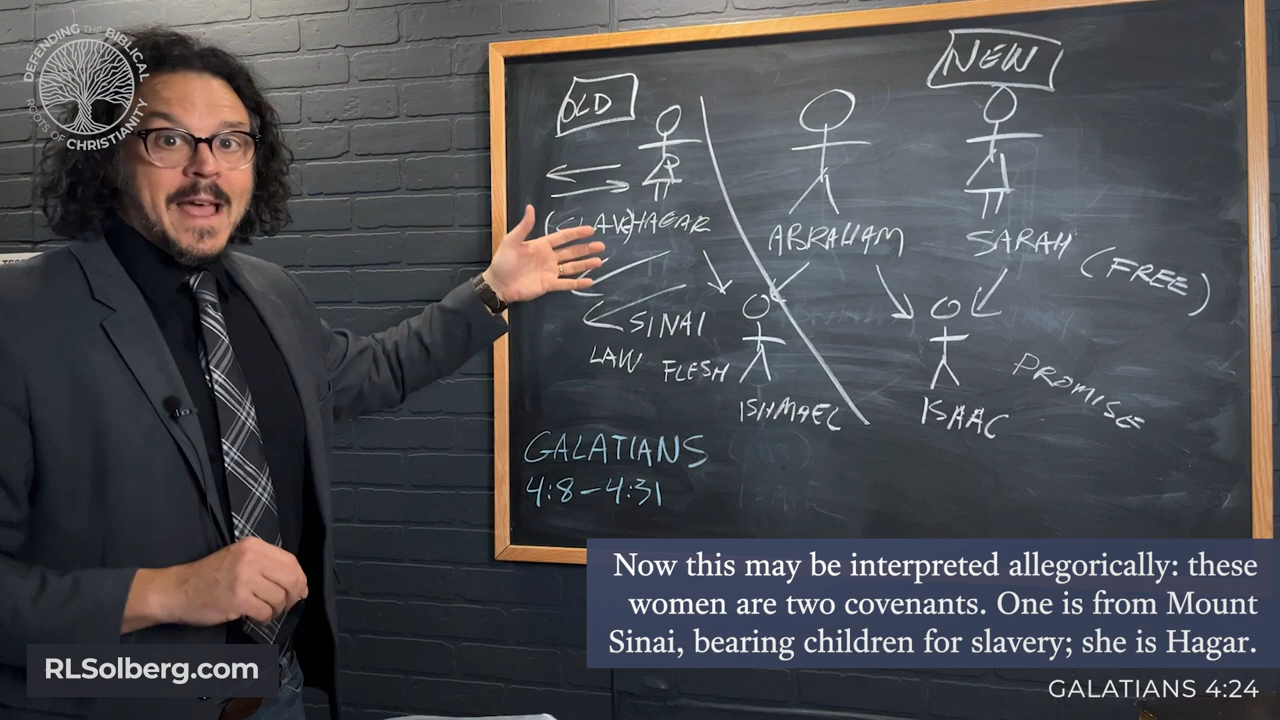 DEFENDING THE BIBLICAL
ROOTS OF CHRISTIANITY
OLD
NEW
(SLAVE) HAGAR
ABRAHAM
SARAH
(FREE)
SINAI
LAW
FLESH
ISHMAEL
ISAAC
PROMISE
GALATIANS
4:8-4:31
Now this may be interpreted allegorically: these
women are two covenants. One is from Mount
Sinai, bearing children for slavery; she is Hagar.
GALATIANS 4:24
RLSolberg.com